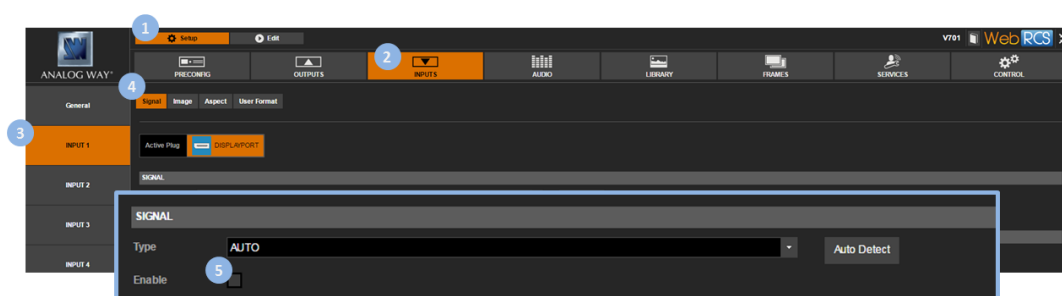 1
Setup
Edit
V701
WebRCS
ANALOG WAY®
PRECONFIG
OUTPUTS
2
INPUTS
AUDIO
LIBRARY
FRAMES
SERVICES
CONTROL
4
General
Signal Image Aspect User Format
3
INPUT 1
Active Plug DISPLAYPORT
INPUT 2
SIGNAL
INPUT 3
SIGNAL
Type AUTO Auto Detect
INPUT 4
Enable 5